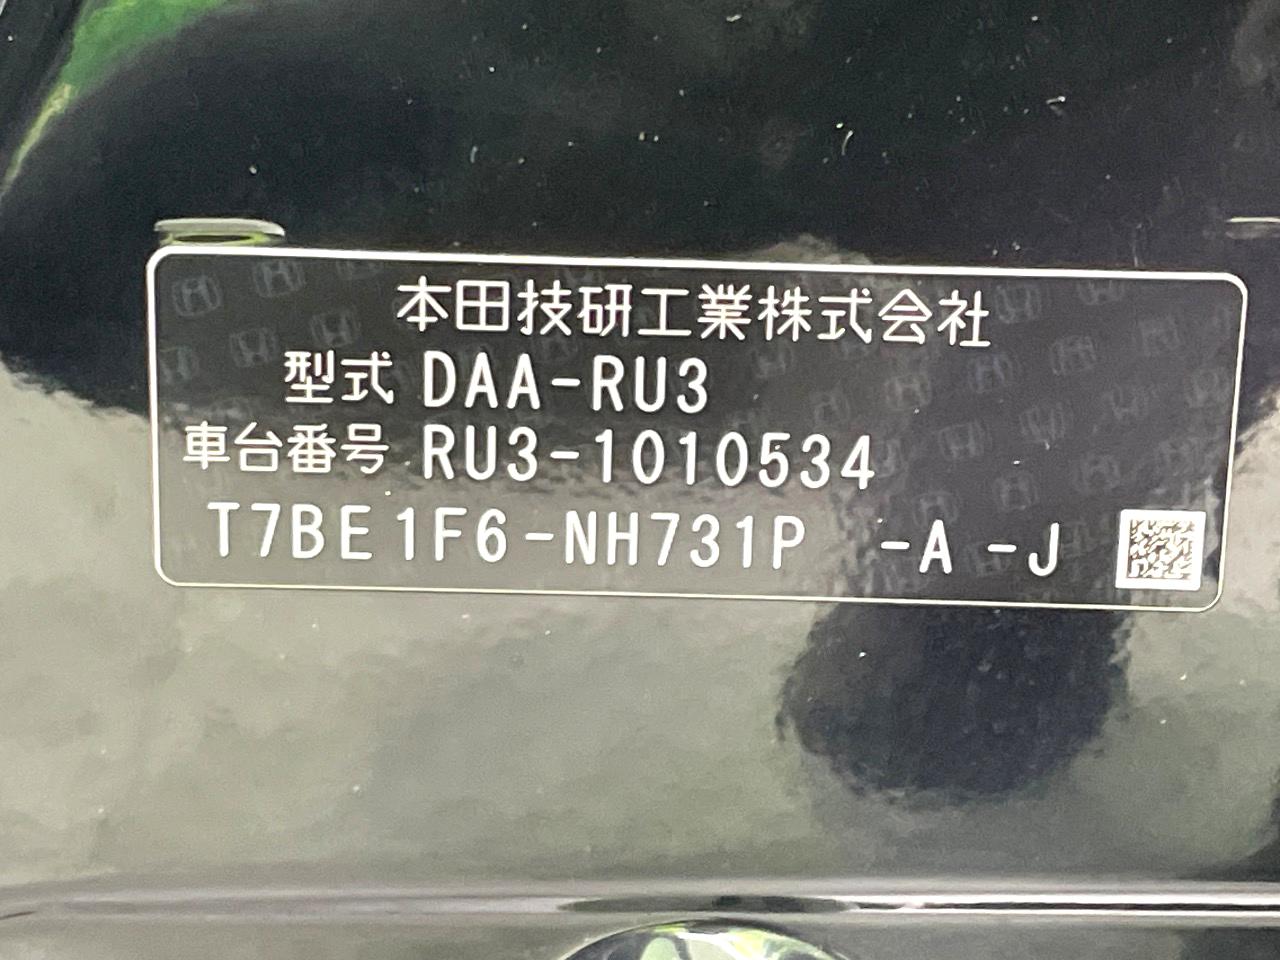 本田技研工業株式会社
型式 DAA-RU3
車台番号 RU3-1010534
T7BE1F6-NH731P -A -J